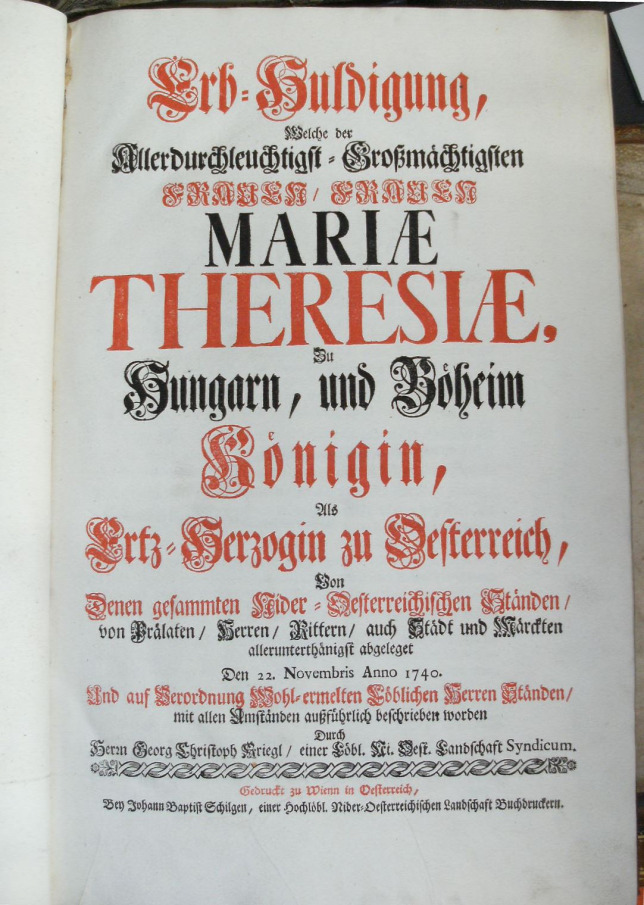 Erb-Huldigung,
Welche der
Allerdurchleuchtigst-Großmächtigsten
FRAUEN/ FRAUEN
MARIÆ
THERESIÆ,
Zu
Hungarn, und Böheim
Königin,
Als
Ertz-Herzogin zu Oesterreich,
Von
Denen gesammten Nider-Oesterreichischen Ständen/
von Prälaten/ Herren/ Rittern/ auch Städt und Märckten
allerunterthänigst abgeleget
Den 22. Novembris Anno 1740.
Und auf Verordnung Wohl-ermelten Löblichen Herren Ständen/
mit allen Umständen außführlich beschrieben worden
Durch
Herrn Georg Christoph Kriegl/ einer Löbl. Ni. Oest. Landschaft Syndicum.
Gedruckt zu Wienn in Oesterreich,
Bey Johann Baptist Schilgen, einer Hochlöbl. Nider-Oesterreichischen Landschaft Buchdruckern.